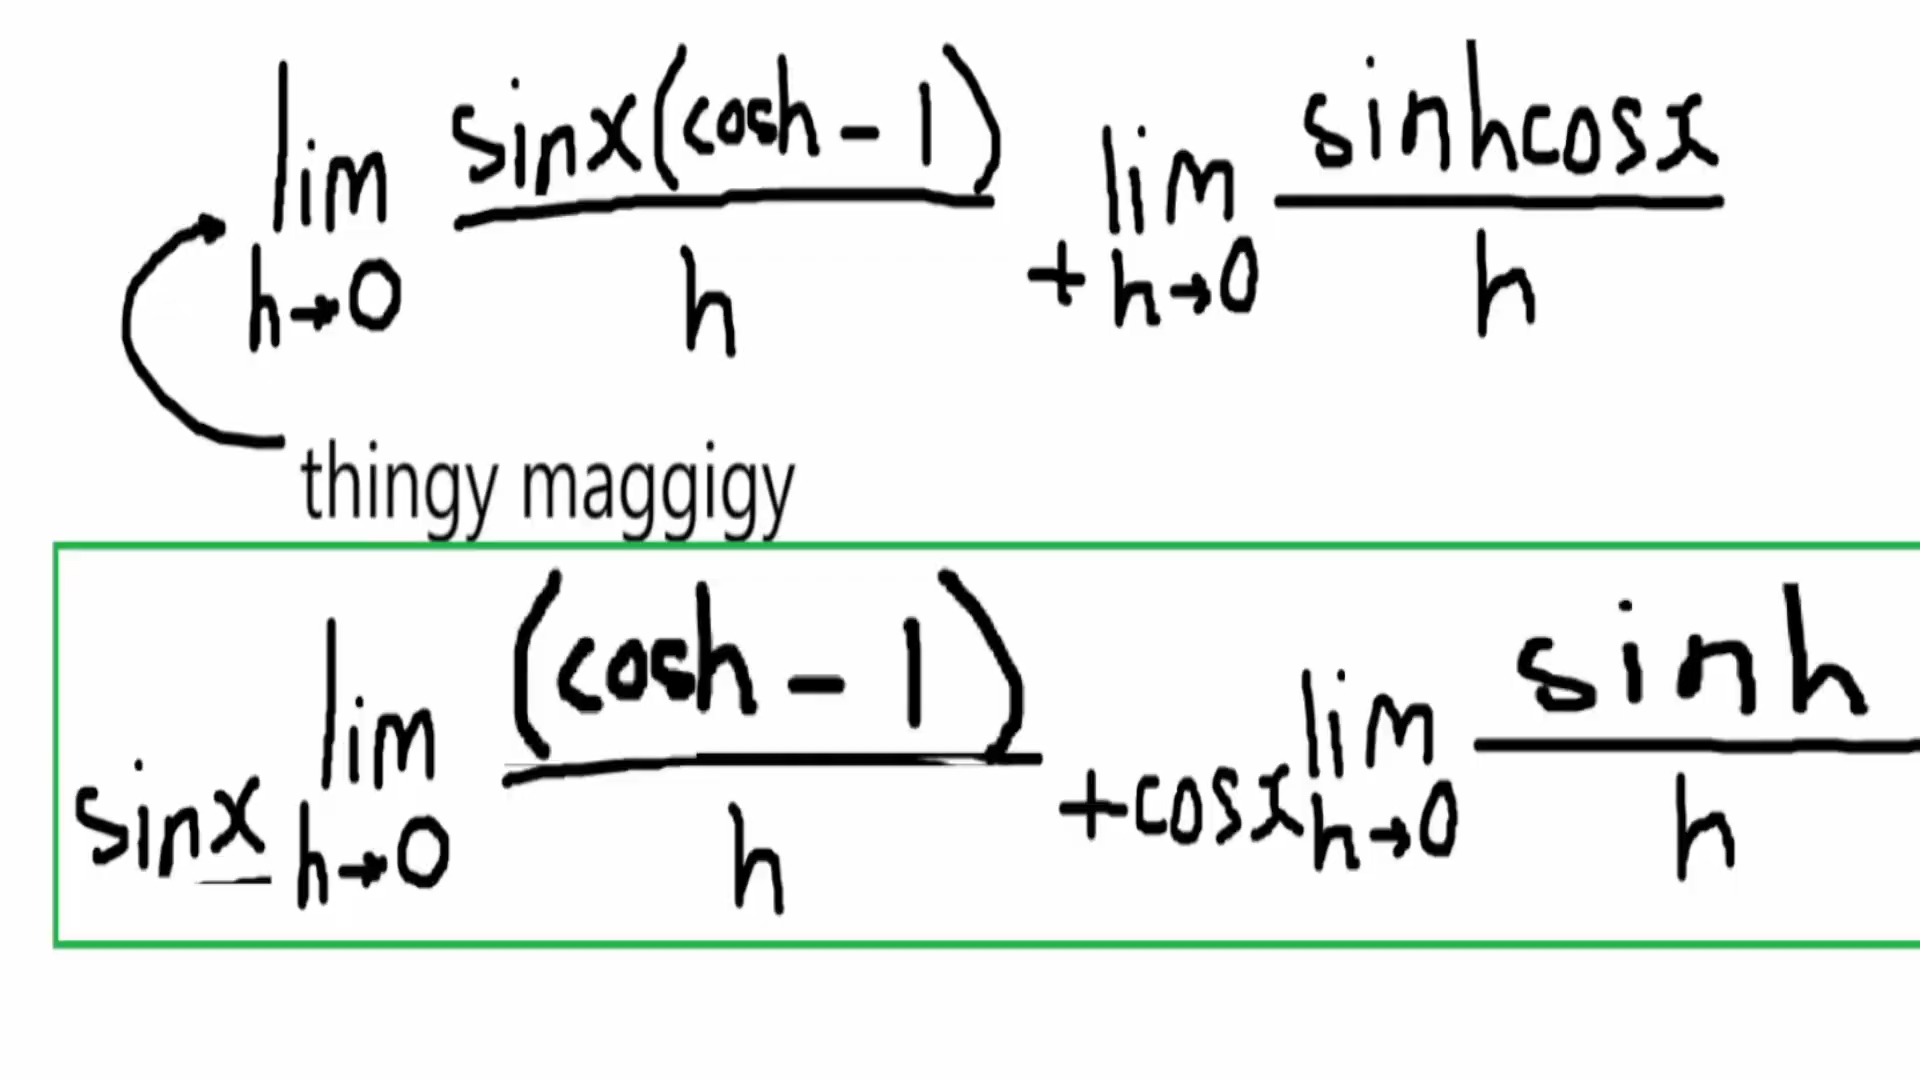 lim h→0 sinx(cosh - 1) / h + lim h→0 sinhcosx / h
thingy maggigy
sinx lim h→0 (cosh - 1) / h + cosx lim h→0 sinh / h